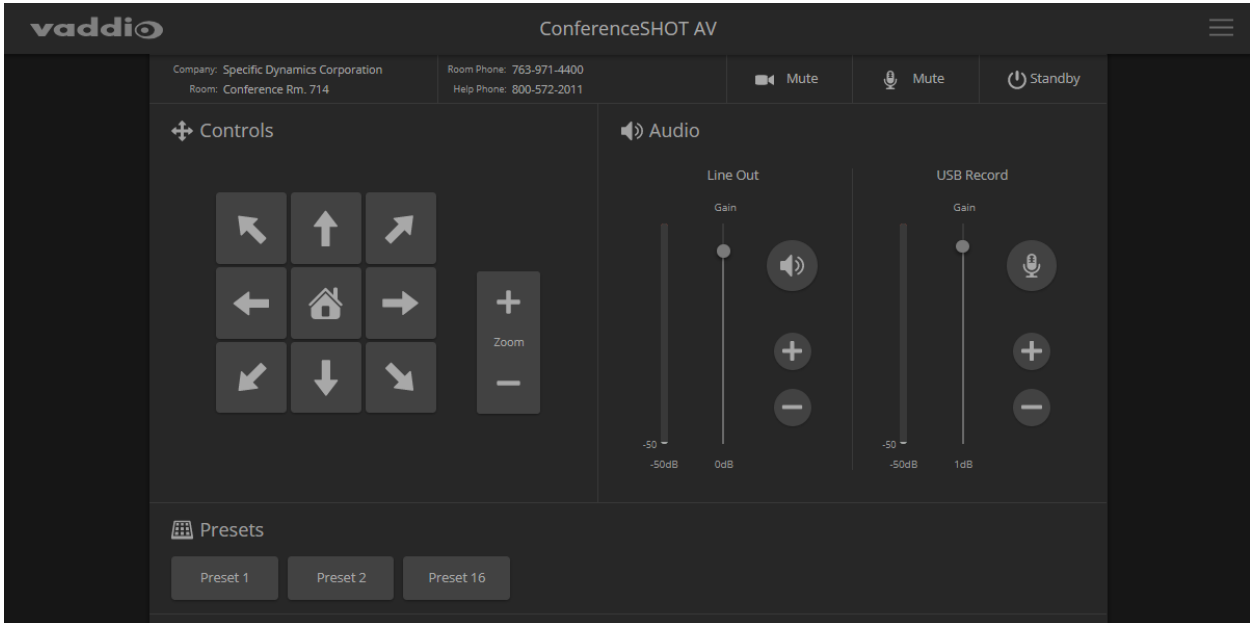 vaddio
ConferenceSHOT AV
Company: Specific Dynamics Corporation
Room: Conference Rm. 714
Room Phone: 763-971-4400
Help Phone: 800-572-2011
Mute
Mute
Standby
Controls
Zoom
Audio
Line Out
Gain
-50
-50dB
0dB
USB Record
Gain
-50
-50dB
1dB
Presets
Preset 1
Preset 2
Preset 16